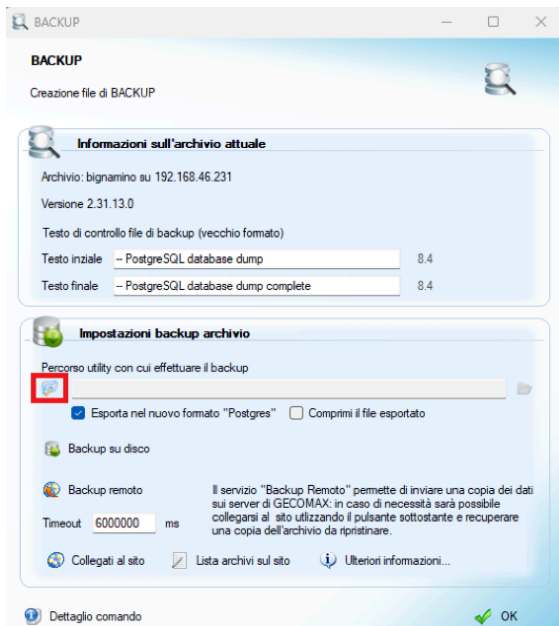 BACKUP
BACKUP
Creazione file di BACKUP
Informazioni sull'archivio attuale
Archivio: bignamino su 192.168.46.231
Versione 2.31.13.0
Testo di controllo file di backup (vecchio formato)
Testo inziale -- PostgreSQL database dump 8.4
Testo finale -- PostgreSQL database dump complete 8.4
Impostazioni backup archivio
Percorso utility con cui effettuare il backup
Esporta nel nuovo formato "Postgres" Comprimi il file esportato
Backup su disco
Backup remoto
Il servizio "Backup Remoto" permette di inviare una copia dei dati
sui server di GECOMAX: in caso di necessità sarà possibile
collegarsi al sito utlizzando il pulsante sottostante e recuperare
una copia dell'archivio da ripristinare.
Timeout 6000000 ms
Collegati al sito Lista archivi sul sito Ulteriori informazioni...
Dettaglio comando OK